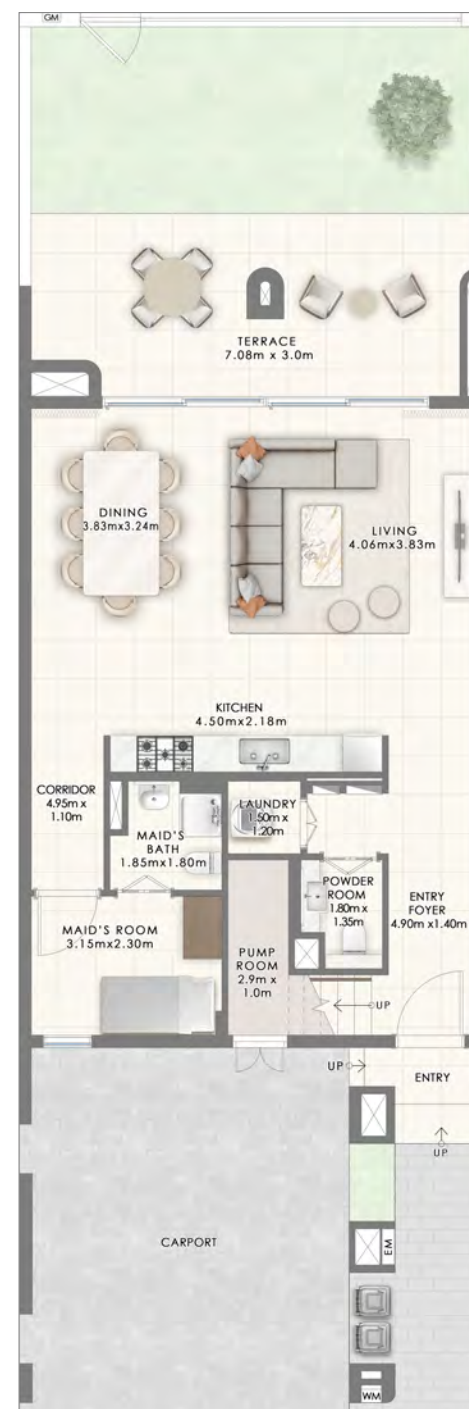 GM
TERRACE
7.08m x 3.0m
DINING
3.83mx3.24m
LIVING
4.06mx3.83m
KITCHEN
4.50mx2.18m
CORRIDOR
4.95m x
1.10m
MAID'S
BATH
1.85mx1.80m
LAUNDRY
1.50mx
1.20m
POWDER
ROOM
1.80m x
1.35m
ENTRY
FOYER
4.90mx1.40m
MAID'S ROOM
3.15mx2.30m
PUMP
ROOM
2.9m x
1.0m
UP
UP
ENTRY
UP
CARPORT
EM
WM